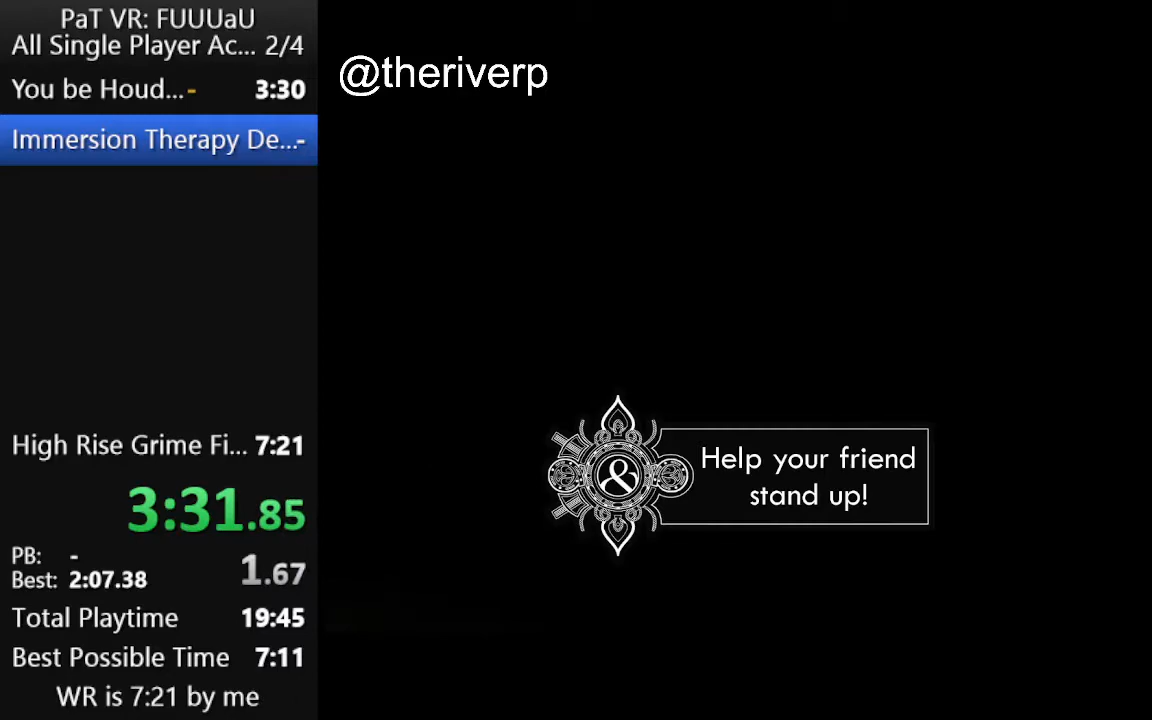 PaT VR: FUUUaU
All Single Player Ac... 2/4
You be Houd...- 3:30
Immersion Therapy De...-
High Rise Grime Fi... 7:21
3:31.85
PB: -
Best: 2:07.38
1.67
Total Playtime 19:45
Best Possible Time 7:11
WR is 7:21 by me
@theriverp
&
Help your friend
stand up!